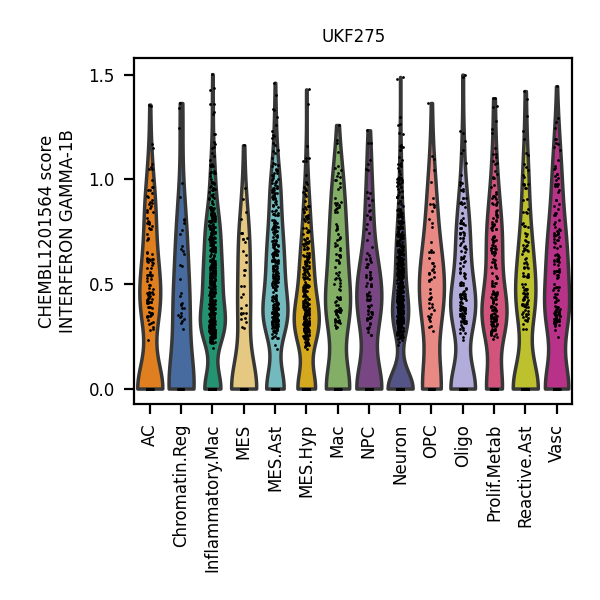 UKF275
CHEMBL1201564 score
INTERFERON GAMMA-1B
1.5
1.0
0.5
0.0
AC
Chromatin.Reg
Inflammatory.Mac
MES
MES.Ast
MES.Hyp
Mac
NPC
Neuron
OPC
Oligo
Prolif.Metab
Reactive.Ast
Vasc